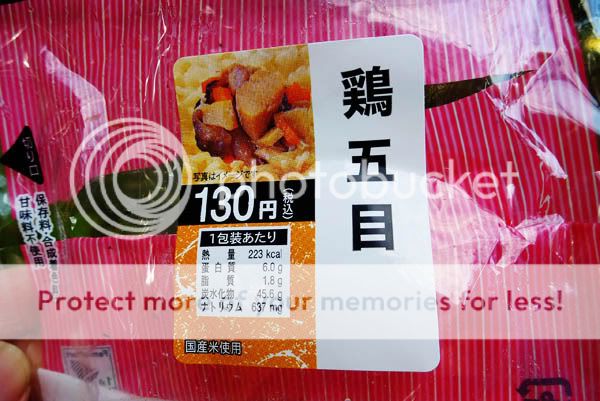 鶏五目
写真はイメージです
130円(税込)
1包装あたり
熱量 223 kcal
蛋白質 6.0 g
脂質 1.8 g
炭水化物 45.6 g
ナトリウム 637 mg
国産米使用
切り口
保存料・合成着色
甘味料不使用
photobucket
Protect more of your memories for less!